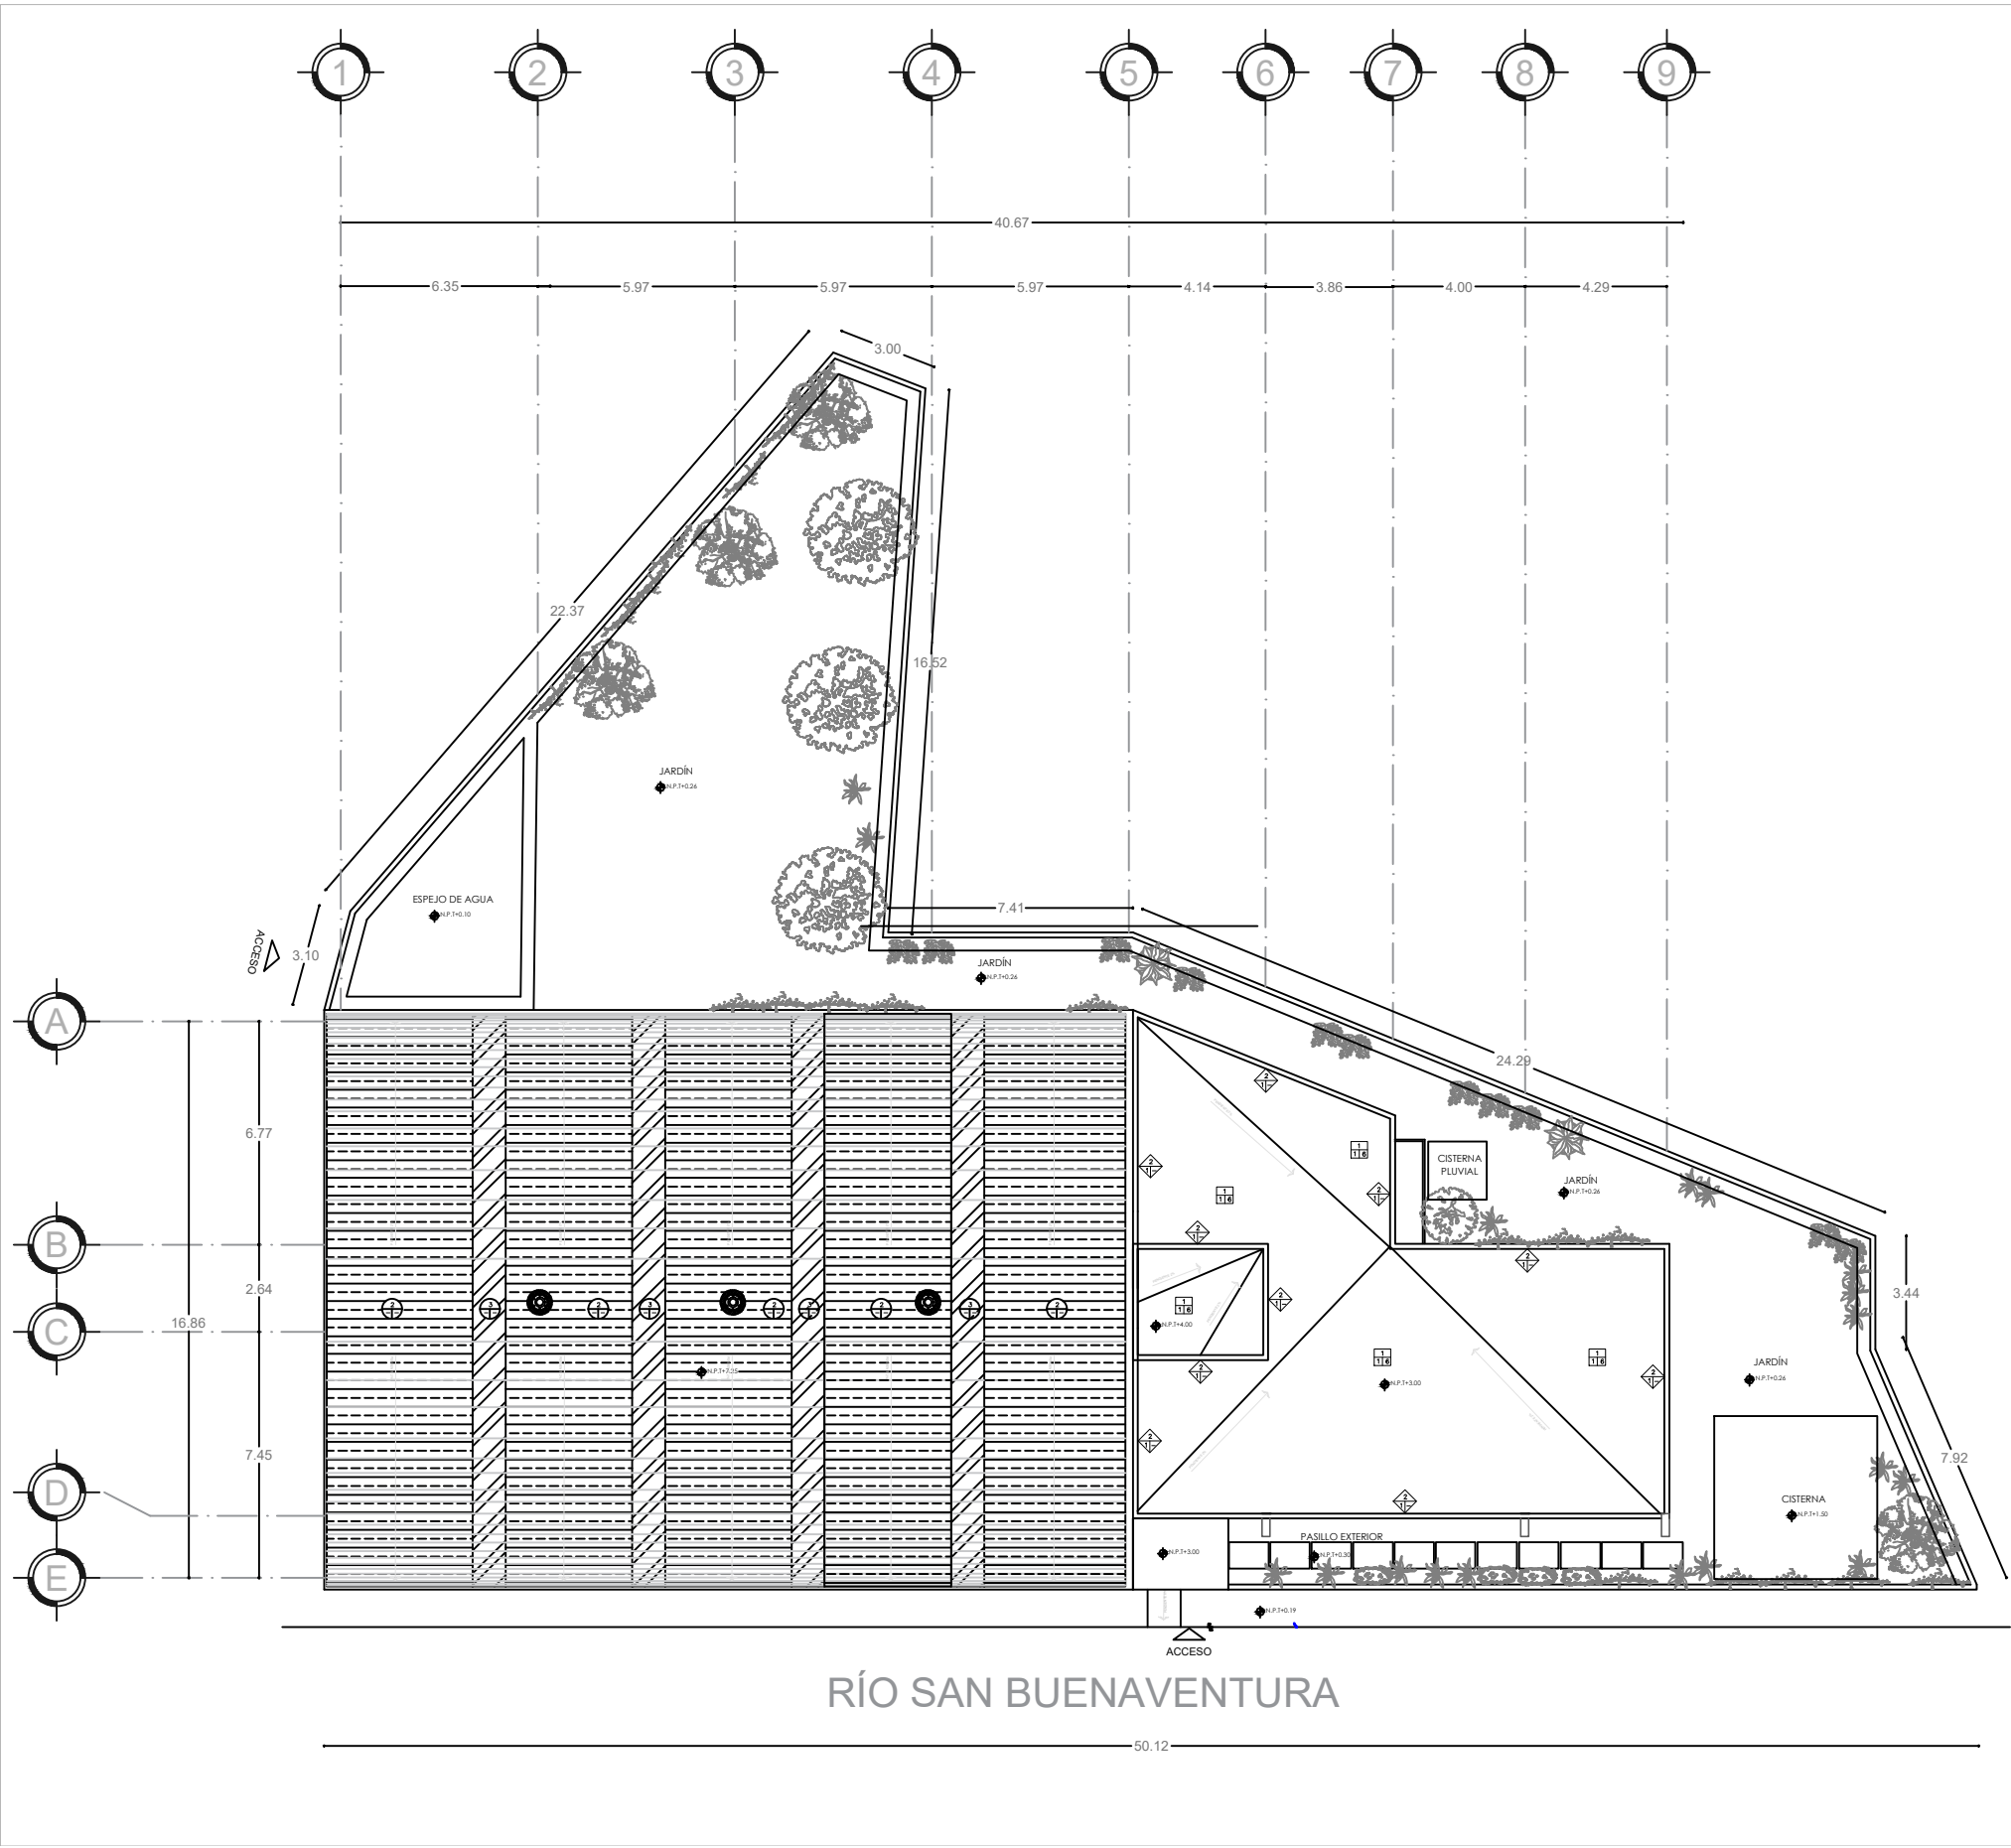 1 2 3 4 5 6 7 8 9
40.67
6.35 5.97 5.97 5.97 4.14 3.86 4.00 4.29
3.00
22.37
16.52
JARDÍN
N.P.T+0.26
ESPEJO DE AGUA
N.P.T+0.10
7.41
ACCESO
3.10
JARDÍN
N.P.T+0.26
A
24.29
6.77
CISTERNA
PLUVIAL
JARDÍN
N.P.T+0.26
B
2.64
3.44
16.86
C
N.P.T+4.00
N.P.T+7.25
N.P.T+3.00
JARDÍN
N.P.T+0.26
7.45
7.92
D
CISTERNA
N.P.T+1.50
PASILLO EXTERIOR
N.P.T+3.00
N.P.T+0.30
E
N.P.T+0.19
ACCESO
RÍO SAN BUENAVENTURA
50.12